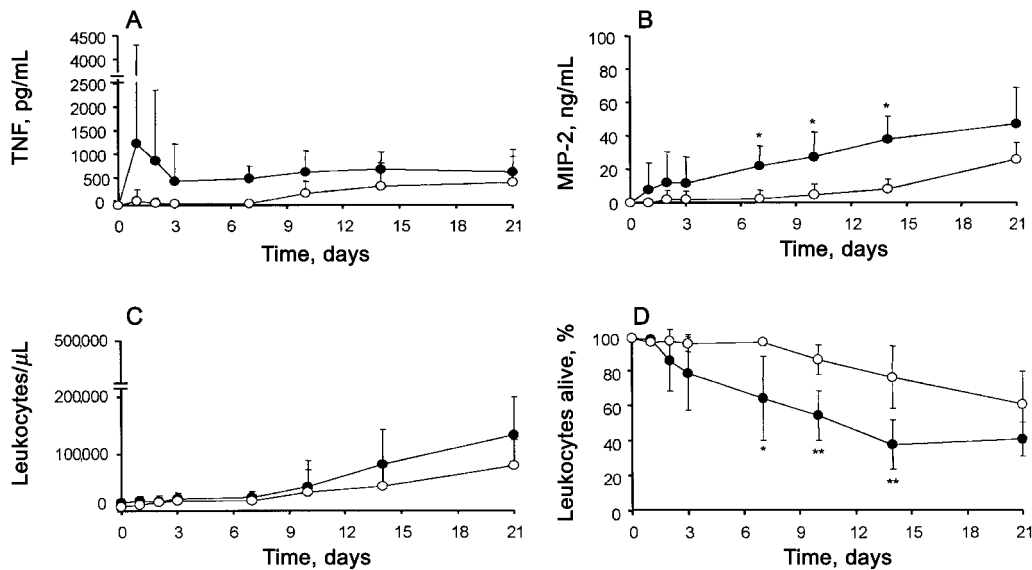 A
TNF, pg/mL
4500
4000
2500
2000
1500
1000
500
0
0 3 6 9 12 15 18 21
Time, days
B
MIP-2, ng/mL
100
80
60
40
20
0
* * *
0 3 6 9 12 15 18 21
Time, days
C
Leukocytes/μL
500,000
200,000
100,000
0
0 3 6 9 12 15 18 21
Time, days
D
Leukocytes alive, %
100
80
60
40
20
0
* ** **
0 3 6 9 12 15 18 21
Time, days